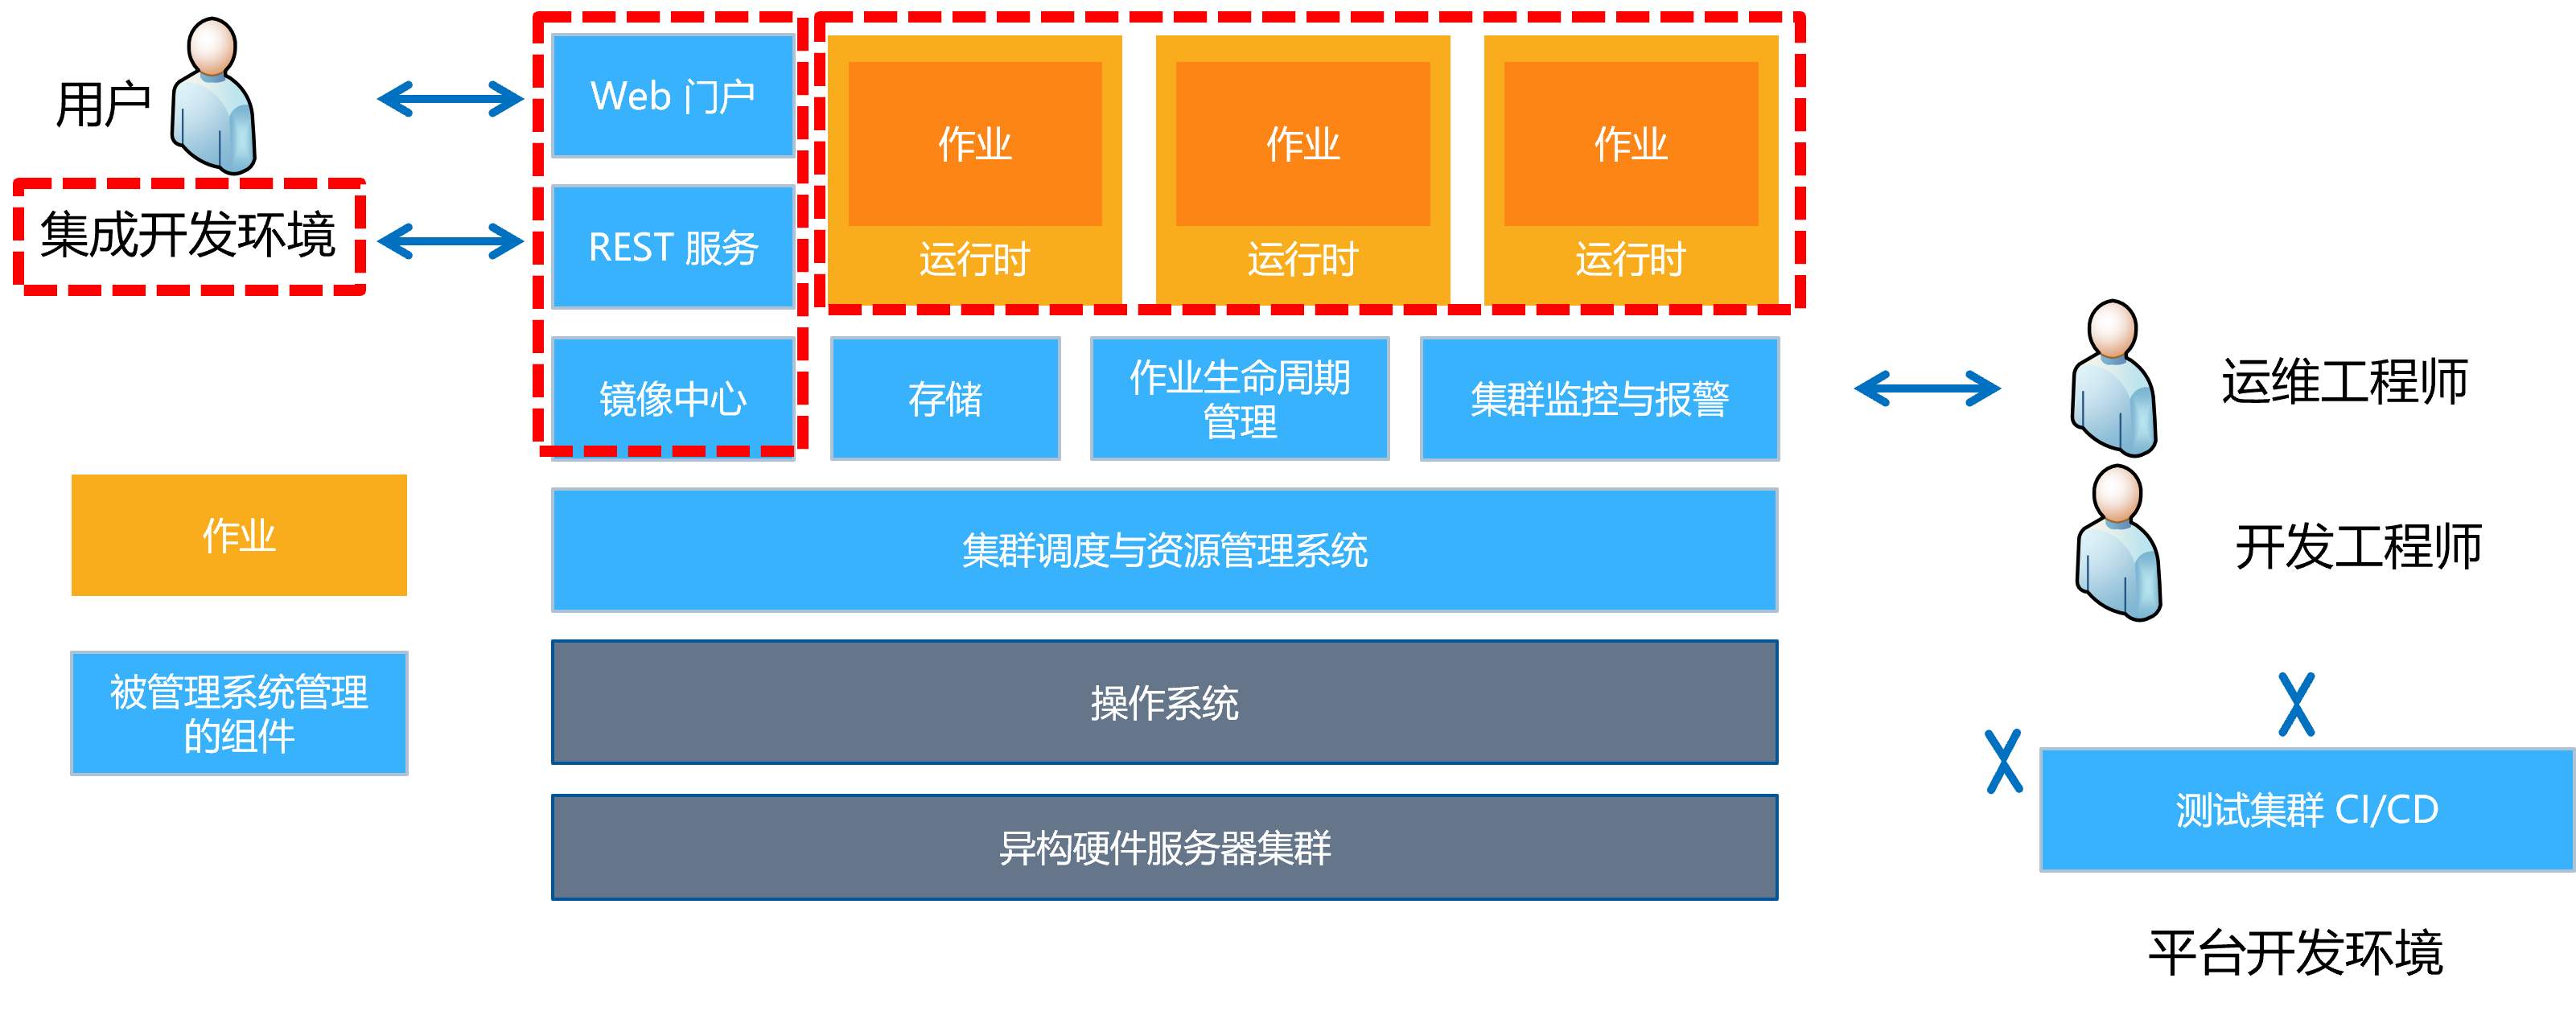 用户
集成开发环境
Web 门户
REST 服务
镜像中心
作业
运行时
作业
运行时
作业
运行时
存储
作业生命周期
管理
集群监控与报警
集群调度与资源管理系统
操作系统
异构硬件服务器集群
作业
被管理系统管理
的组件
运维工程师
开发工程师
测试集群 CI/CD
平台开发环境